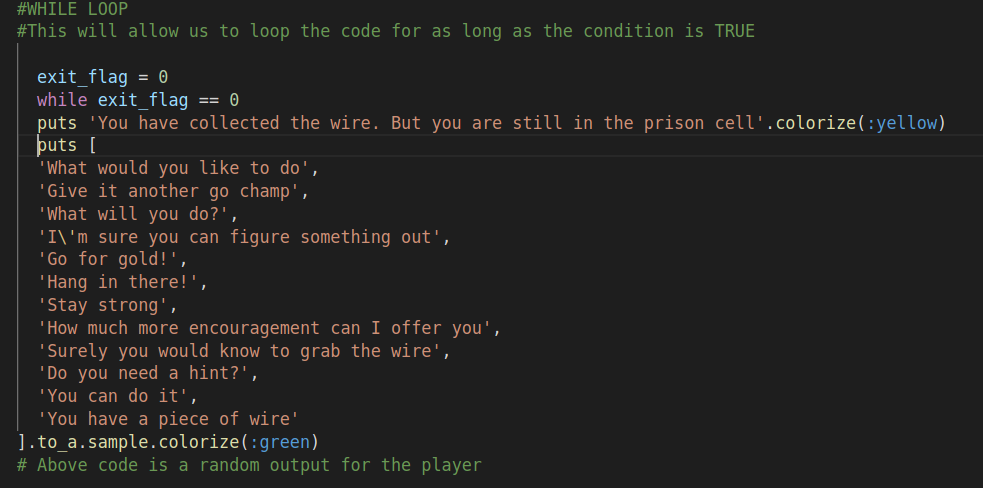 #WHILE LOOP
#This will allow us to loop the code for as long as the condition is TRUE
exit_flag = 0
while exit_flag == 0
puts 'You have collected the wire. But you are still in the prison cell'.colorize(:yellow)
puts [
'What would you like to do',
'Give it another go champ',
'What will you do?',
'I\'m sure you can figure something out',
'Go for gold!',
'Hang in there!',
'Stay strong',
'How much more encouragement can I offer you',
'Surely you would know to grab the wire',
'Do you need a hint?',
'You can do it',
'You have a piece of wire'
].to_a.sample.colorize(:green)
# Above code is a random output for the player